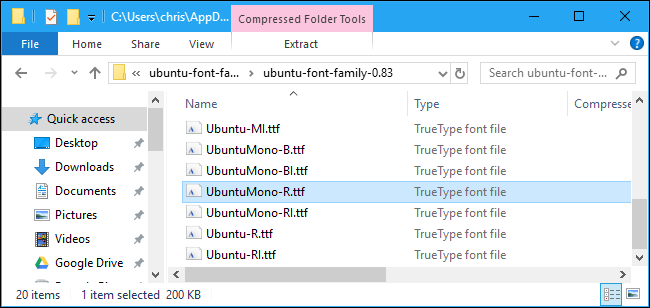 C:\Users\chris\AppD... Compressed Folder Tools
File Home Share View Extract
« ubuntu-font-fa... > ubuntu-font-family-0.83 Search ubuntu-font-...
Name Type Compresse
Quick access
Desktop
Downloads
Documents
Pictures
Videos
Google Drive
Ubuntu-MI.ttf TrueType font file
UbuntuMono-B.ttf TrueType font file
UbuntuMono-BI.ttf TrueType font file
UbuntuMono-R.ttf TrueType font file
UbuntuMono-RI.ttf TrueType font file
Ubuntu-R.ttf TrueType font file
Ubuntu-RI.ttf TrueType font file
20 items 1 item selected 200 KB